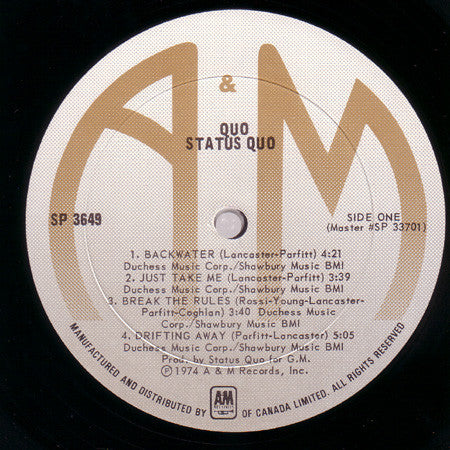 A & M
QUO
STATUS QUO
SP 3649
SIDE ONE
(Master #SP 33701)
1. BACKWATER (Lancaster-Parfitt) 4:21
Duchess Music Corp./Shawbury Music BMI
2. JUST TAKE ME (Lancaster-Parfitt) 3:39
Duchess Music Corp./Shawbury Music BMI
3. BREAK THE RULES (Rossi-Young-Lancaster-
Parfitt-Coghlan) 3:40 Duchess Music
Corp./Shawbury Music BMI
4. DRIFTING AWAY (Parfitt-Lancaster) 5:05
Duchess Music Corp./Shawbury Music BMI
Prod. by Status Quo for G.M.
Ⓟ 1974 A & M Records, Inc.
MANUFACTURED AND DISTRIBUTED BY AM RECORDS OF CANADA LIMITED. ALL RIGHTS RESERVED